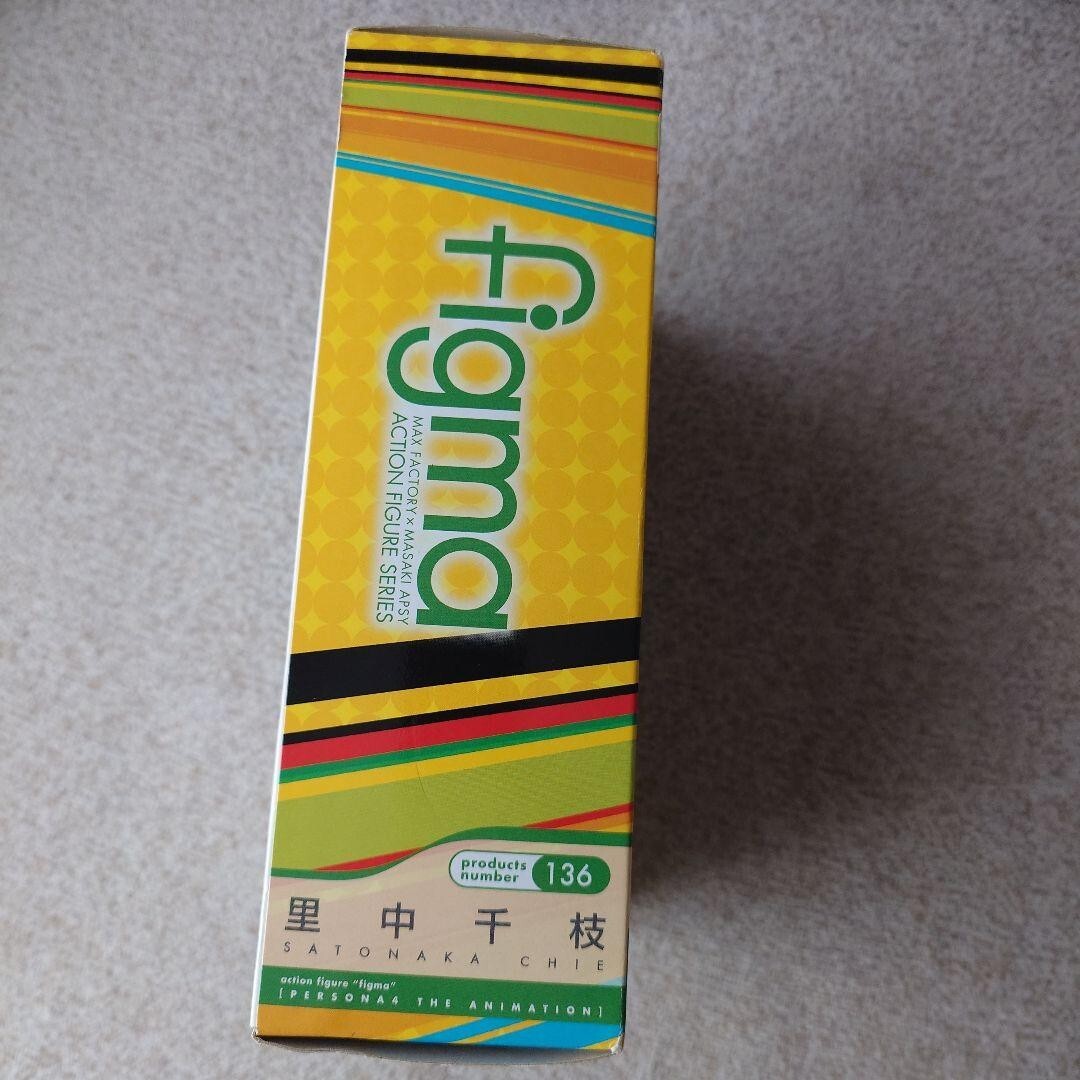 figma
MAX FACTORY × MASAKI APSY
ACTION FIGURE SERIES
products
number
136
里中千枝
SATONAKA CHIE
action figure "figma"
[PERSONA4 THE ANIMATION]